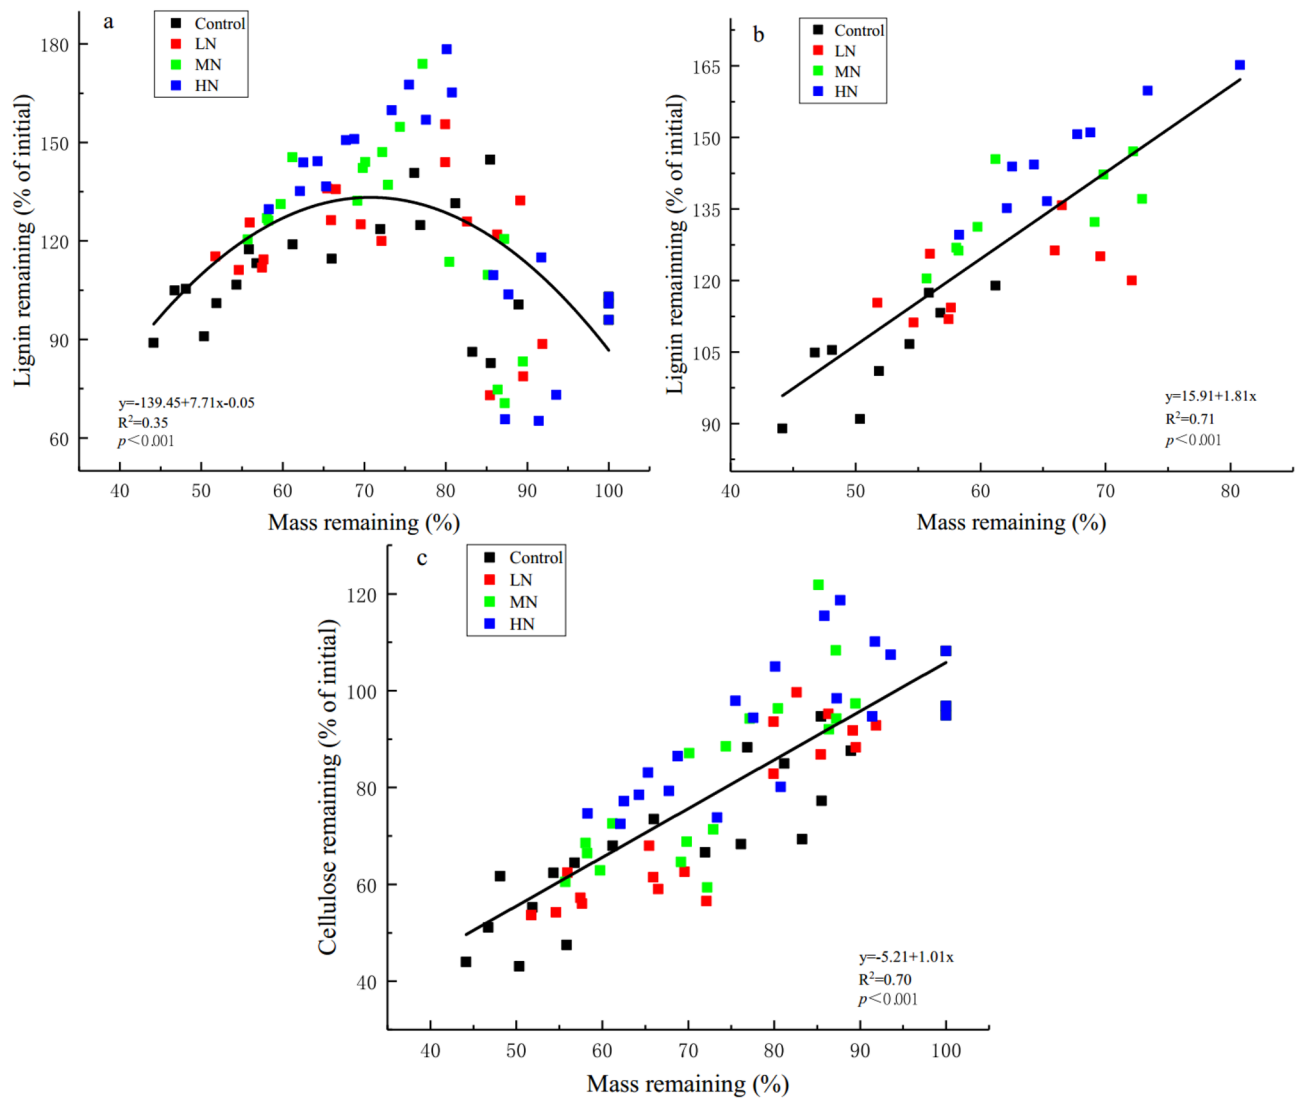 a
Control
LN
MN
HN
180
150
120
90
60
Lignin remaining (% of initial)
y=-139.45+7.71x-0.05
R²=0.35
p<0.001
40 50 60 70 80 90 100
Mass remaining (%)
b
Control
LN
MN
HN
165
150
135
120
105
90
Lignin remainning (% of initial)
y=15.91+1.81x
R²=0.71
p<0.001
40 50 60 70 80
Mass remaining (%)
c
Control
LN
MN
HN
120
100
80
60
40
Cellulose remaining (% of initial)
y=-5.21+1.01x
R²=0.70
p<0.001
40 50 60 70 80 90 100
Mass remaining (%)